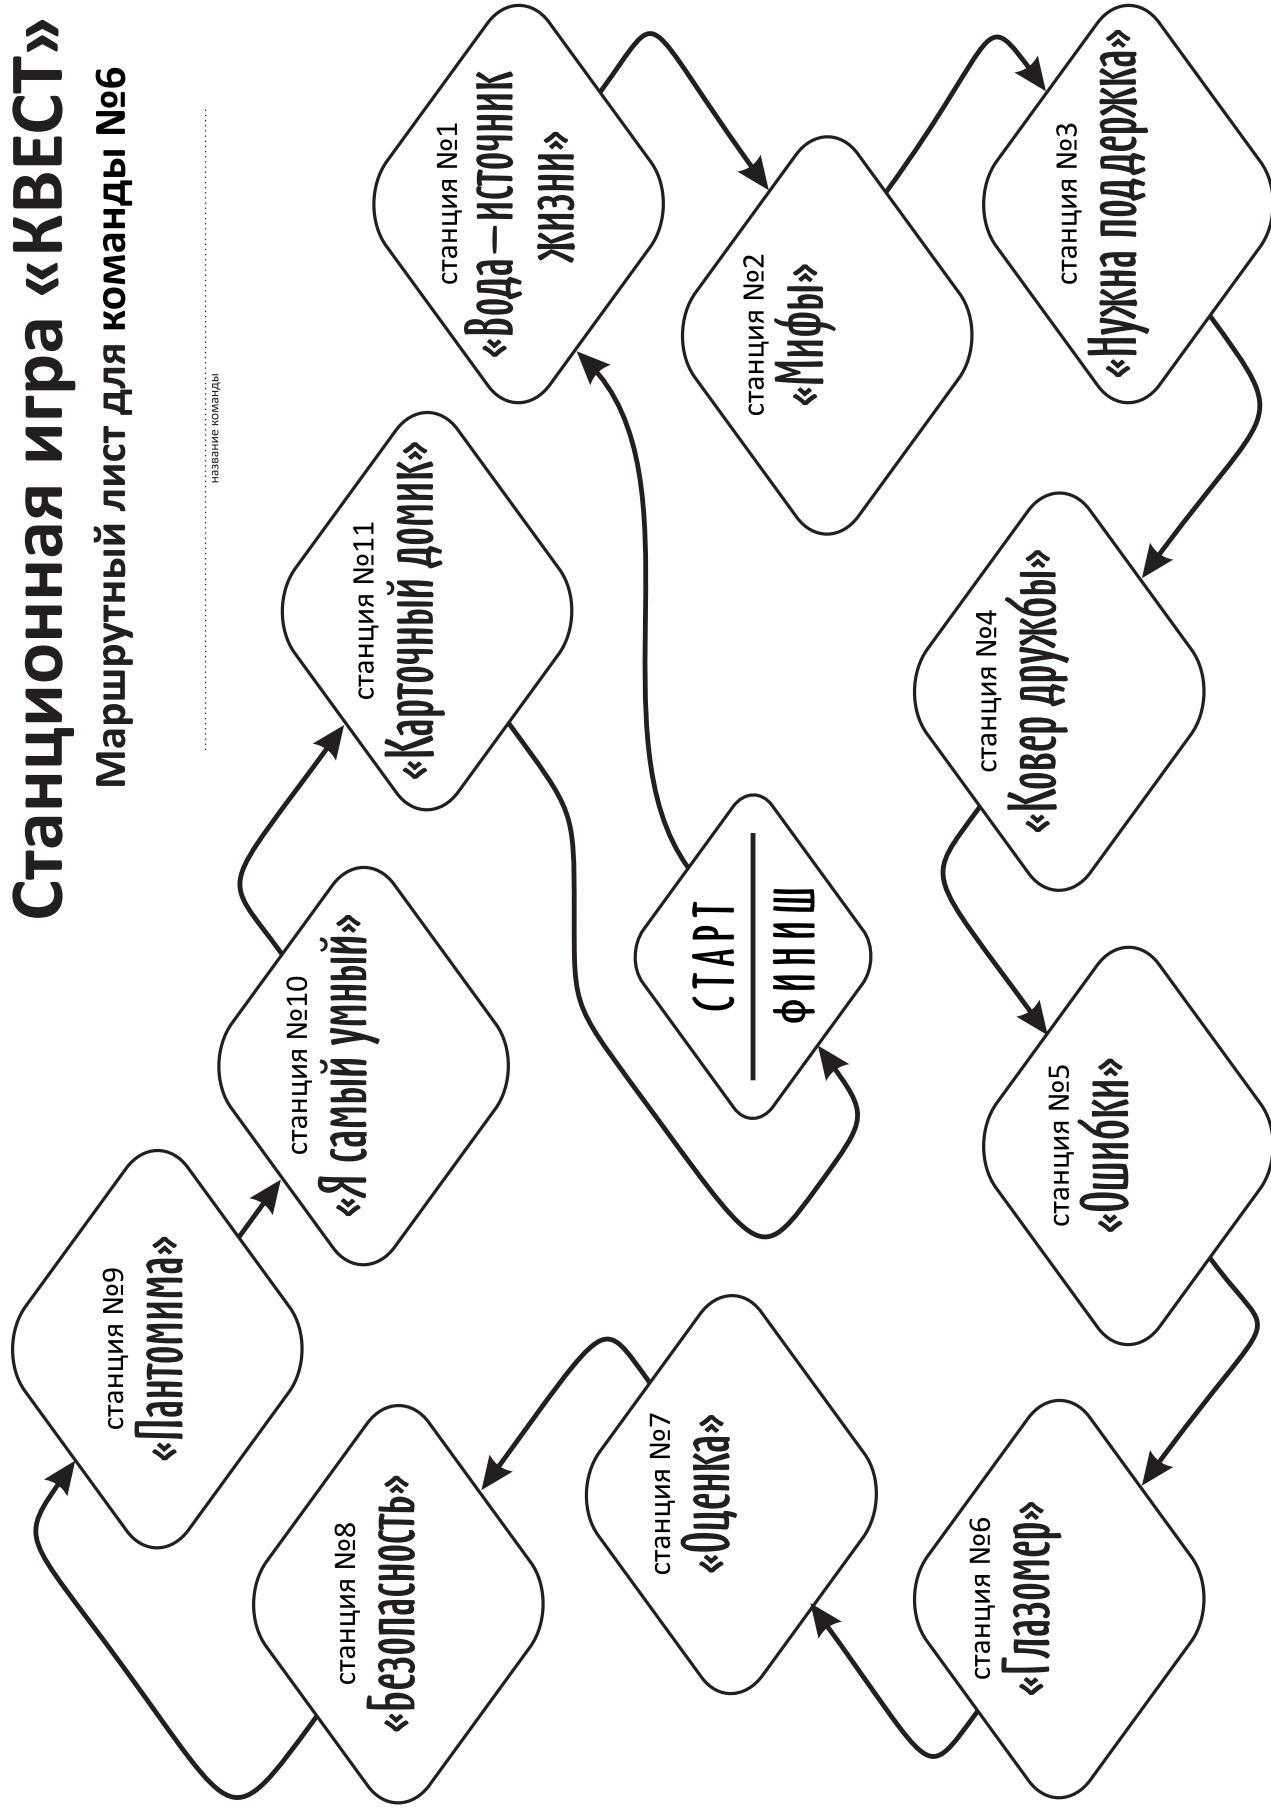 Станционная игра «КВЕСТ»
Маршрутный лист для команды №6
название команды
станция №1
«Вода – источник
жизни»
станция №2
«Мифы»
станция №3
«Нужна поддержка»
станция №4
«Ковер дружбы»
станция №5
«Ошибки»
станция №6
«Глазомер»
станция №7
«Оценка»
станция №8
«Безопасность»
станция №9
«Пантомима»
станция №10
«Я самый умный»
станция №11
«Карточный домик»
СТАРТ
ФИНИШ